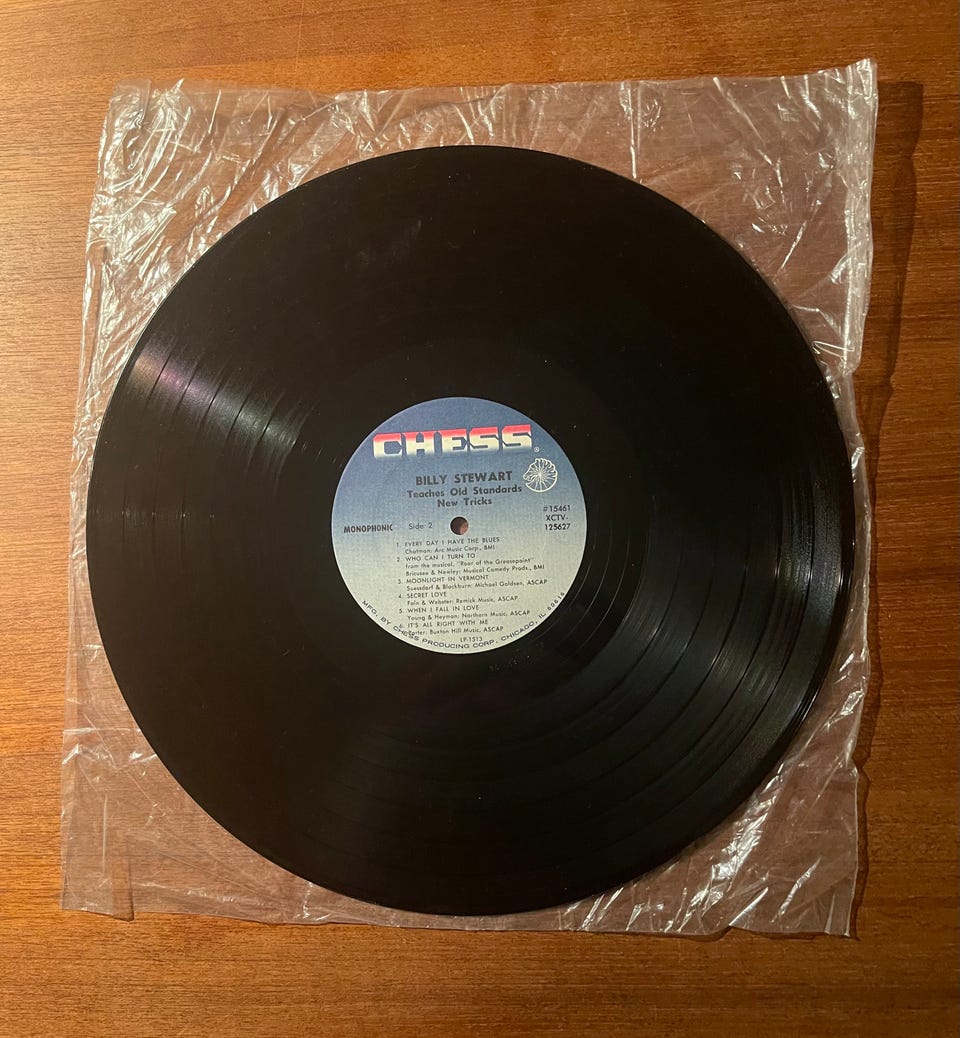 CHESS ®
BILLY STEWART
Teaches Old Standards
New Tricks
MONOPHONIC
Side 2
#15461
XCTV-
125627
1. EVERY DAY I HAVE THE BLUES
Chatman: Arc Music Corp., BMI
2. WHO CAN I TURN TO
from the musical, "Roar of the Greasepaint"
Bricusse & Newley: Musical Comedy Prods., BMI
3. MOONLIGHT IN VERMONT
Suessdorf & Blackburn: Michael Goldsen, ASCAP
4. SECRET LOVE
Fain & Webster: Remick Music, ASCAP
5. WHEN I FALL IN LOVE
Young & Heyman: Northern Music, ASCAP
6. IT'S ALL RIGHT WITH ME
Porter: Buxton Hill Music, ASCAP
LP-1513
MFG. BY CHESS PRODUCING CORP. CHICAGO, IL 60616